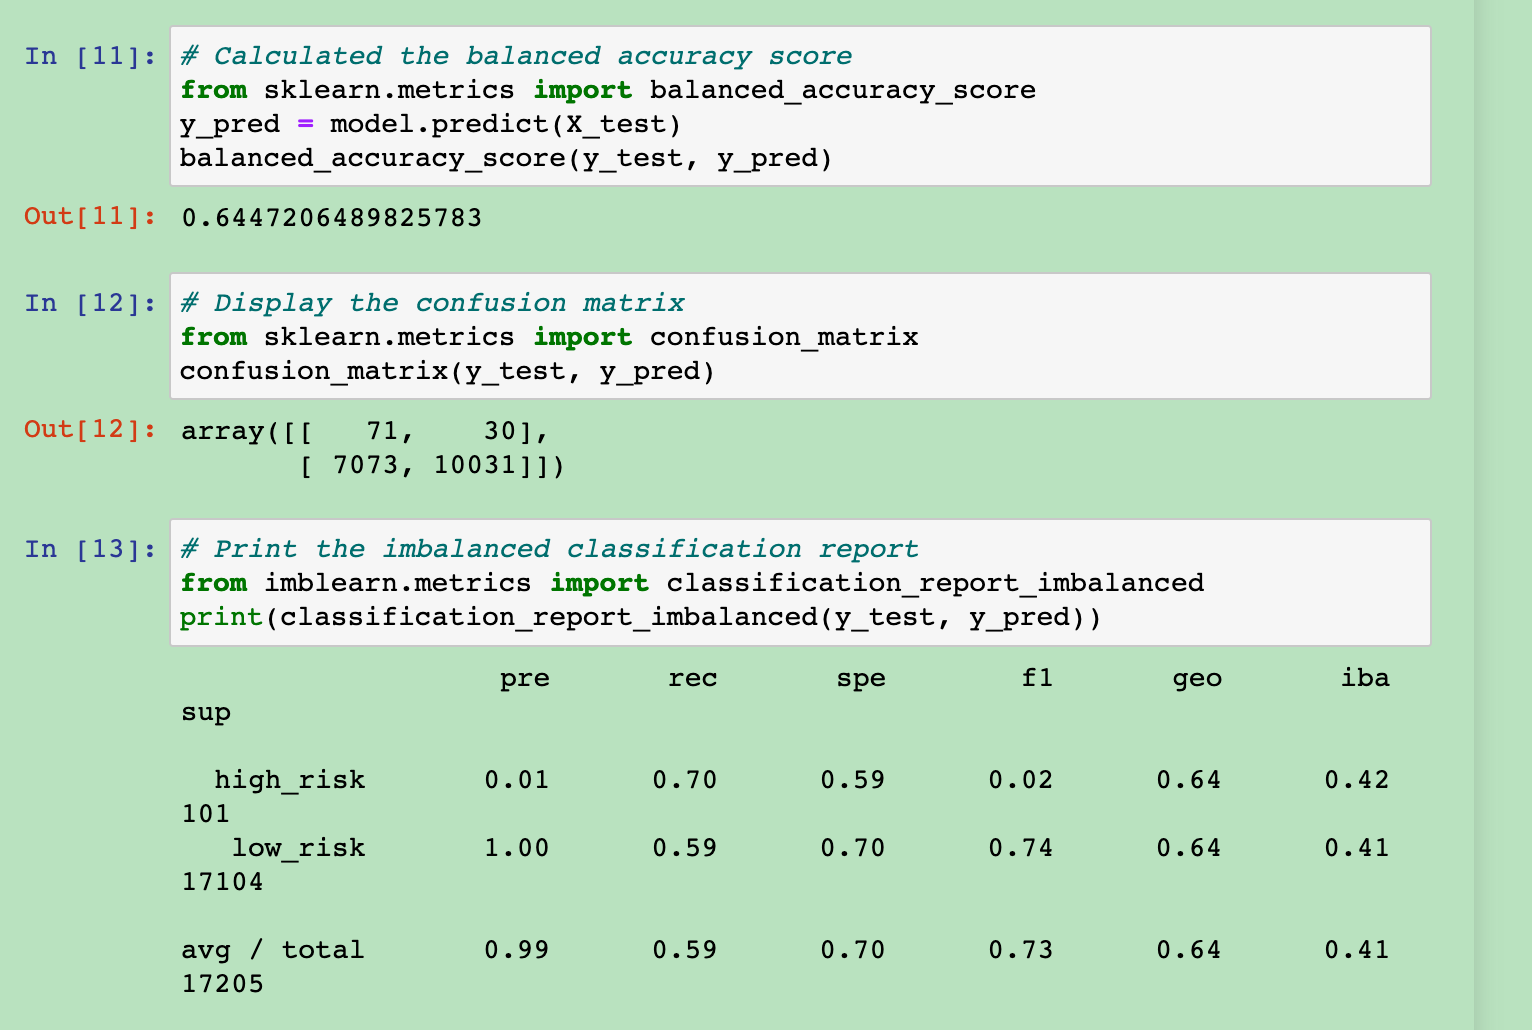 In [11]: # Calculated the balanced accuracy score
from sklearn.metrics import balanced_accuracy_score
y_pred = model.predict(X_test)
balanced_accuracy_score(y_test, y_pred)
Out[11]: 0.6447206489825783
In [12]: # Display the confusion matrix
from sklearn.metrics import confusion_matrix
confusion_matrix(y_test, y_pred)
Out[12]: array([[   71,    30],
       [ 7073, 10031]])
In [13]: # Print the imbalanced classification report
from imblearn.metrics import classification_report_imbalanced
print(classification_report_imbalanced(y_test, y_pred))
                   pre       rec       spe        f1       geo       iba
sup
  high_risk       0.01      0.70      0.59      0.02      0.64      0.42
101
   low_risk       1.00      0.59      0.70      0.74      0.64      0.41
17104
avg / total       0.99      0.59      0.70      0.73      0.64      0.41
17205